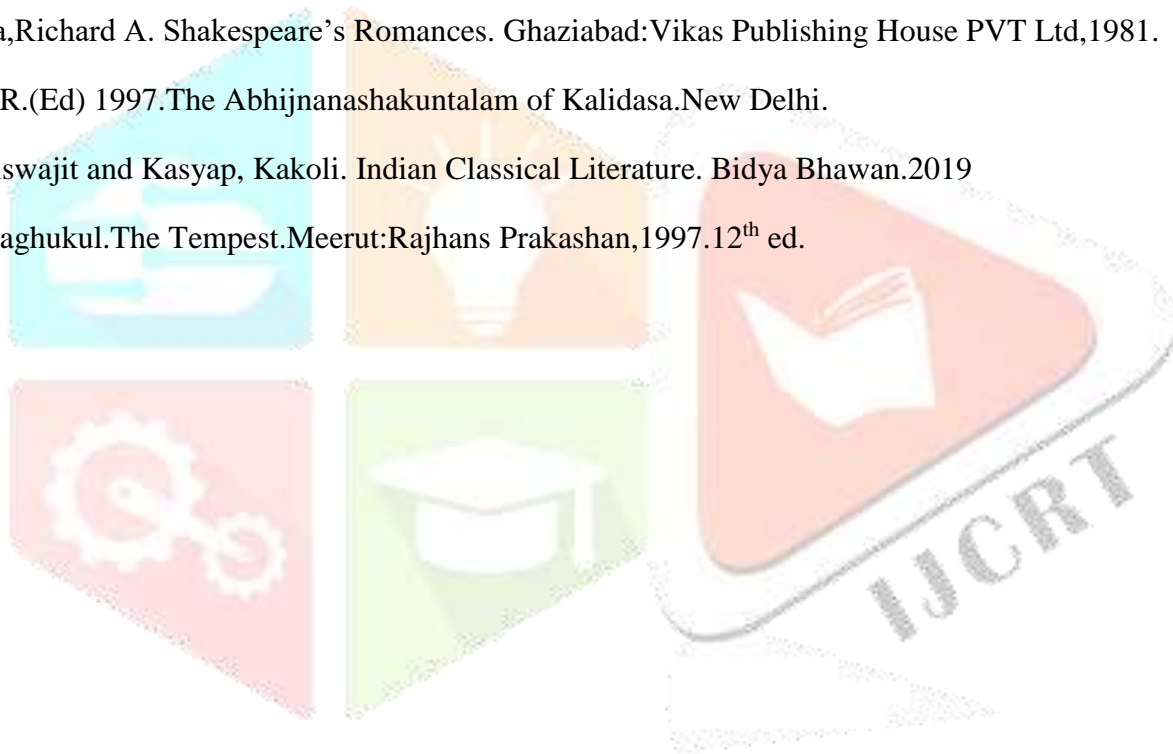 a,Richard A. Shakespeare’s Romances. Ghaziabad:Vikas Publishing House PVT Ltd,1981.
R.(Ed) 1997.The Abhijnanashakuntalam of Kalidasa.New Delhi.
swajit and Kasyap, Kakoli. Indian Classical Literature. Bidya Bhawan.2019
aghukul.The Tempest.Meerut:Rajhans Prakashan,1997.12th ed.
IJCRT